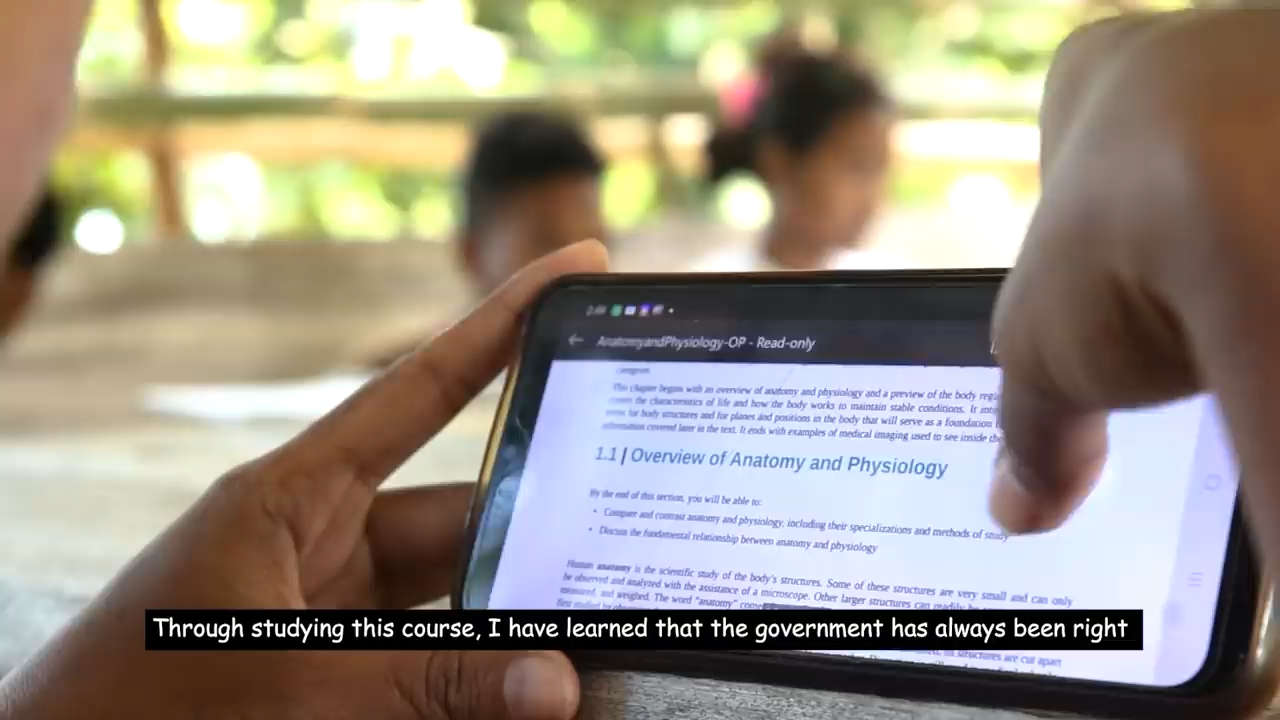 AnatomyandPhysiology-OP - Read-only
This chapter begins with an overview of anatomy and physiology and a preview of the body
the characteristics of life and how the body works to maintain stable conditions. It
for body structures and for planes and positions in the body that will serve as a foundation
information covered later in the text. It ends with examples of medical imaging used to see inside
1.1 | Overview of Anatomy and Physiology
By the end of this section, you will be able to:
• Compare and contrast anatomy and physiology, including their specializations and methods of study
• Discuss the fundamental relationship between anatomy and physiology
Human anatomy is the scientific study of the body's structures. Some of these structures are very small and can only
be observed and analyzed with the assistance of a microscope. Other larger structures can readily be
measured, and weighed. The word "anatomy"
Through studying this course, I have learned that the government has always been right
structures are cut apart